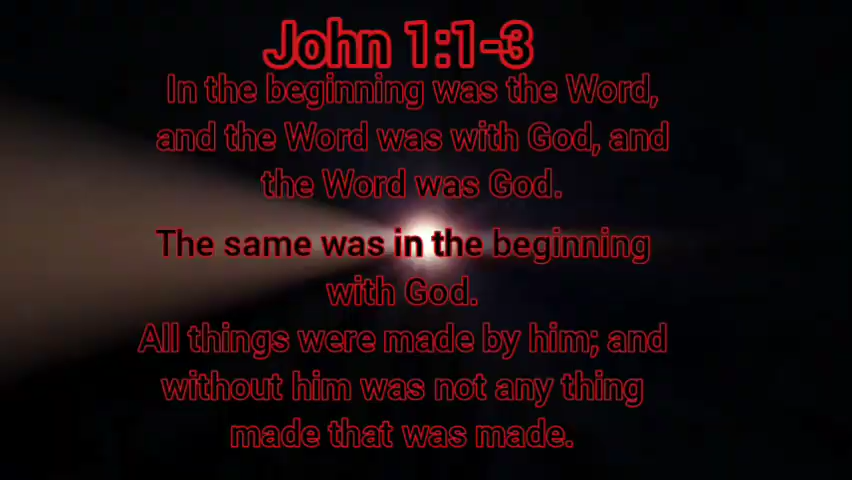 John 1:1-3
In the beginning was the Word,
and the Word was with God, and
the Word was God.
The same was in the beginning
with God.
All things were made by him; and
without him was not any thing
made that was made.